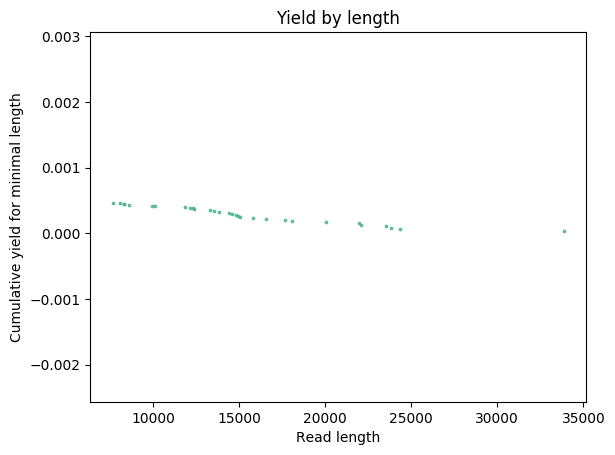 Yield by length
0.003
0.002
0.001
0.000
−0.001
−0.002
Cumulative yield for minimal length
10000 15000 20000 25000 30000 35000
Read length